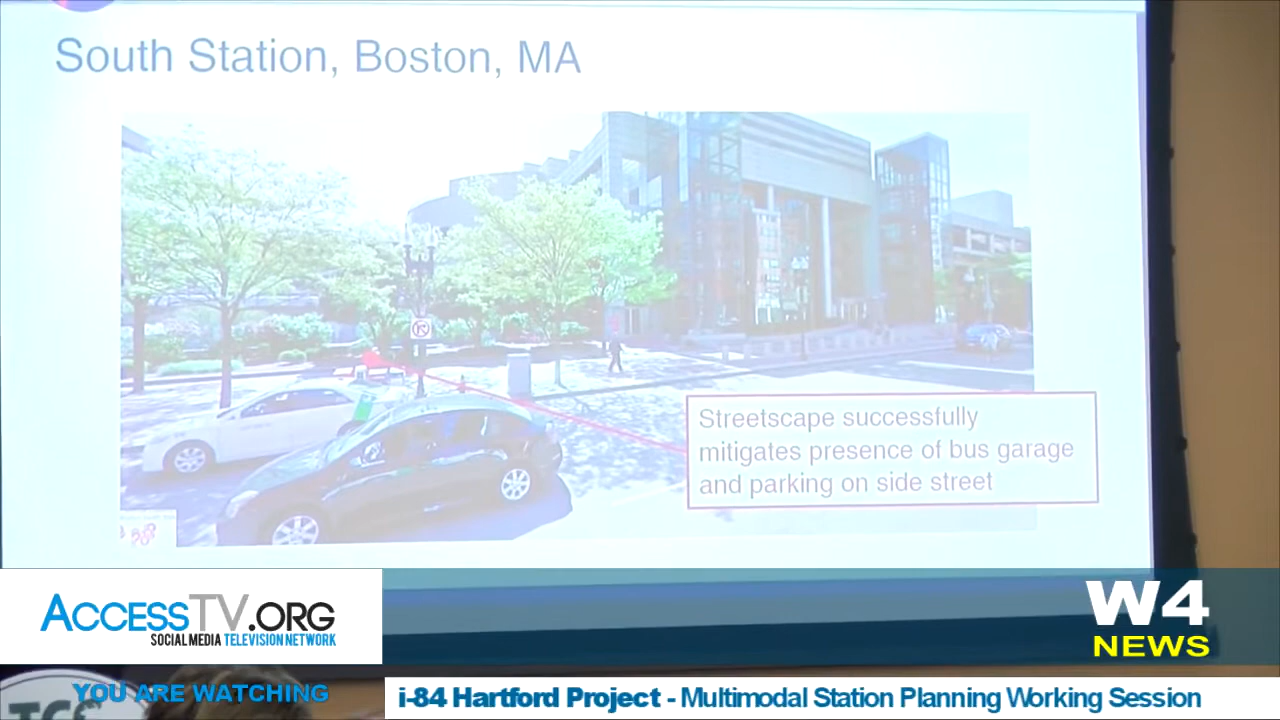 South Station, Boston, MA
Streetscape successfully
mitigates presence of bus garage
and parking on side street
ACCESSTV.ORG
SOCIAL MEDIA TELEVISION NETWORK
W4
NEWS
YOU ARE WATCHING
i-84 Hartford Project - Multimodal Station Planning Working Session